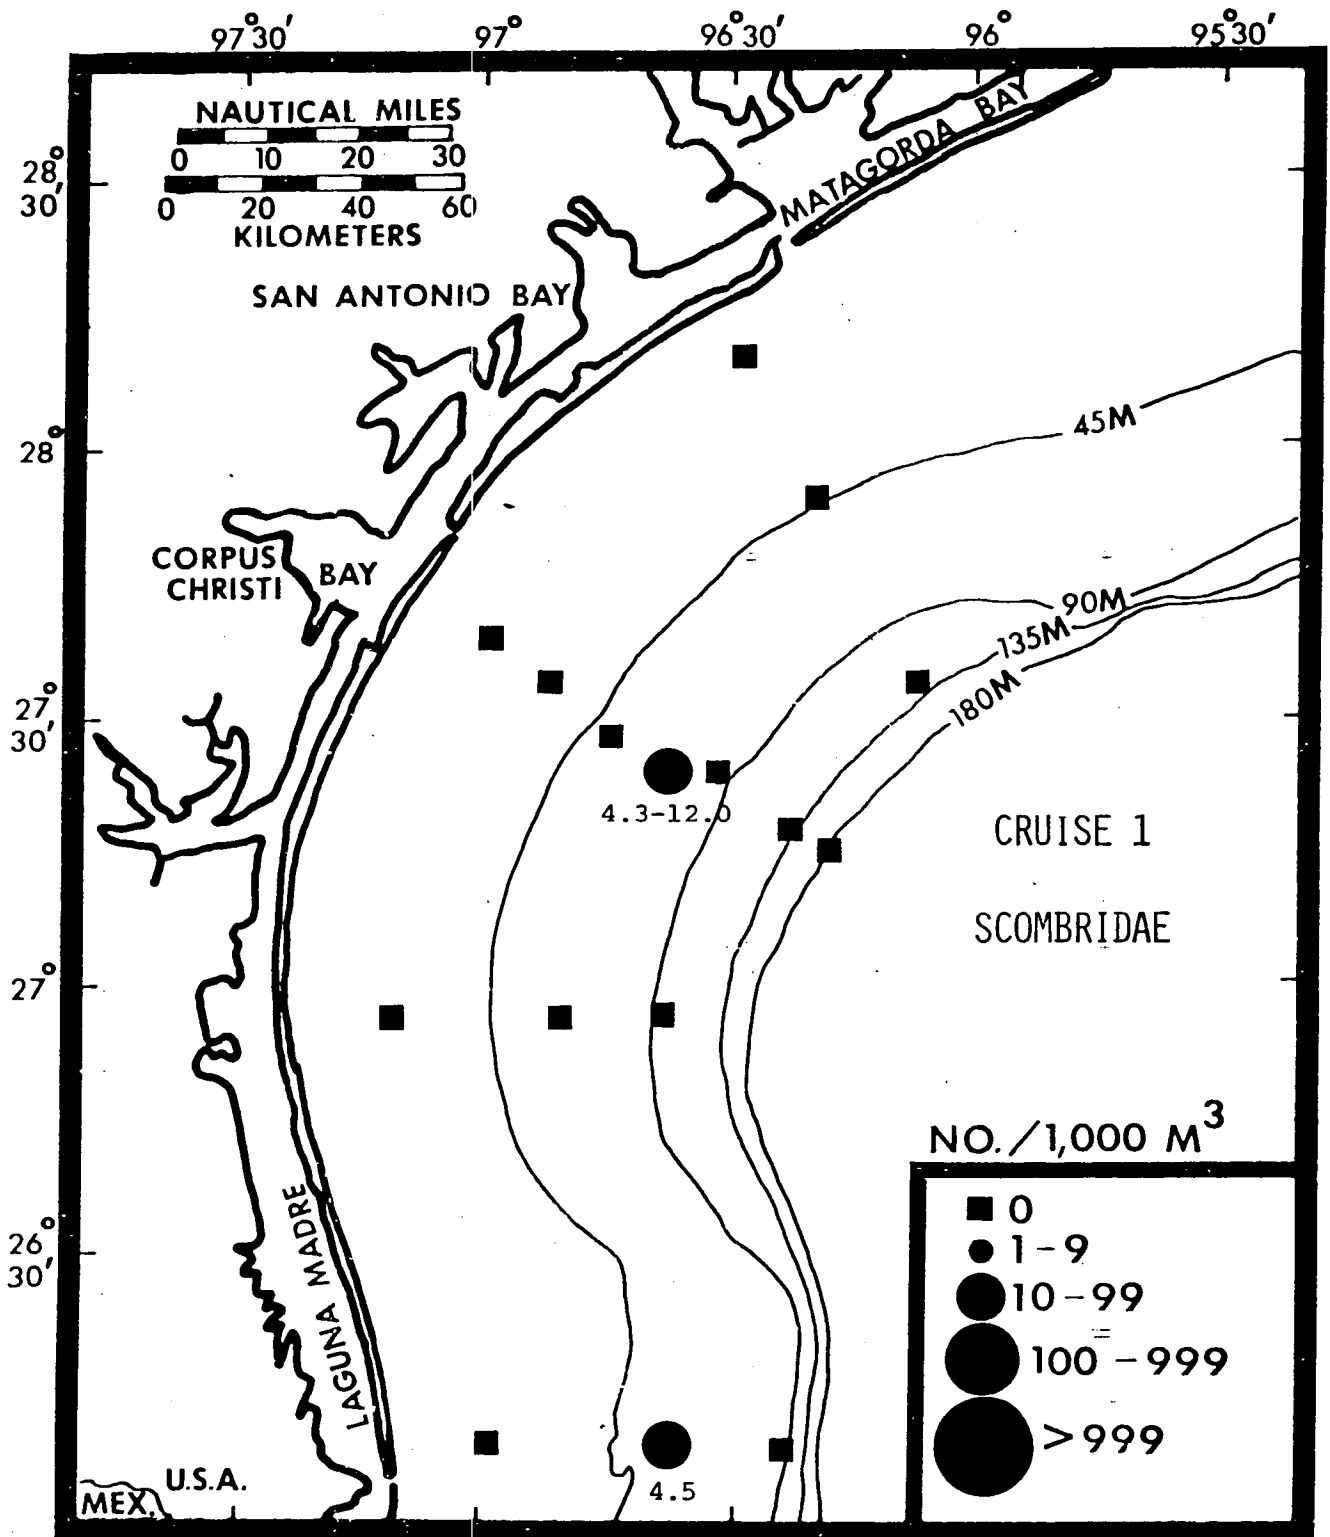 97°30′ 97° 96°30′ 96° 95°30′
NAUTICAL MILES
0 10 20 30
0 20 40 60
KILOMETERS
28°
30′
MATAGORDA BAY
SAN ANTONIO BAY
45M
28°
CORPUS
CHRISTI BAY
90M
135M
180M
27°
30′
4.3-12.0
CRUISE 1
SCOMBRIDAE
27°
NO./1,000 M³
0
1-9
10-99
100-999
>999
26°
30′
LAGUNA MADRE
4.5
U.S.A.
MEX.